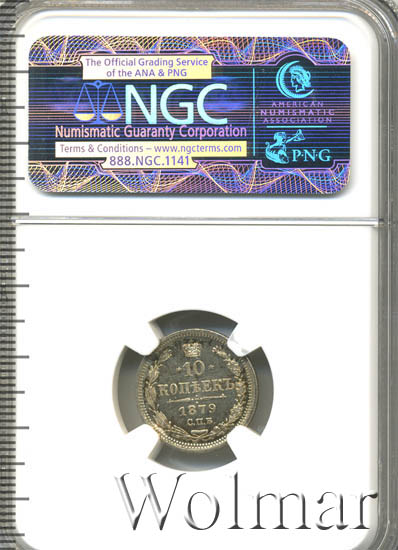 The Official Grading Service
of the ANA & PNG
NGC
Numismatic Guaranty Corporation
Terms & Conditions – www.ngcterms.com
888.NGC.1141
AMERICAN
NUMISMATIC
ASSOCIATION
P·N·G
10
КОПѢЕКЪ
1879
С.П.Б.
Wolmar